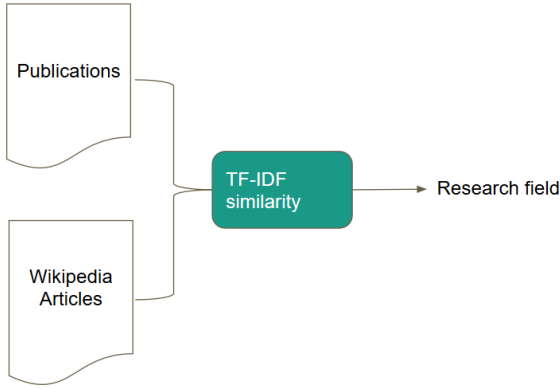 Publications
TF-IDF
similarity
Research field
Wikipedia
Articles